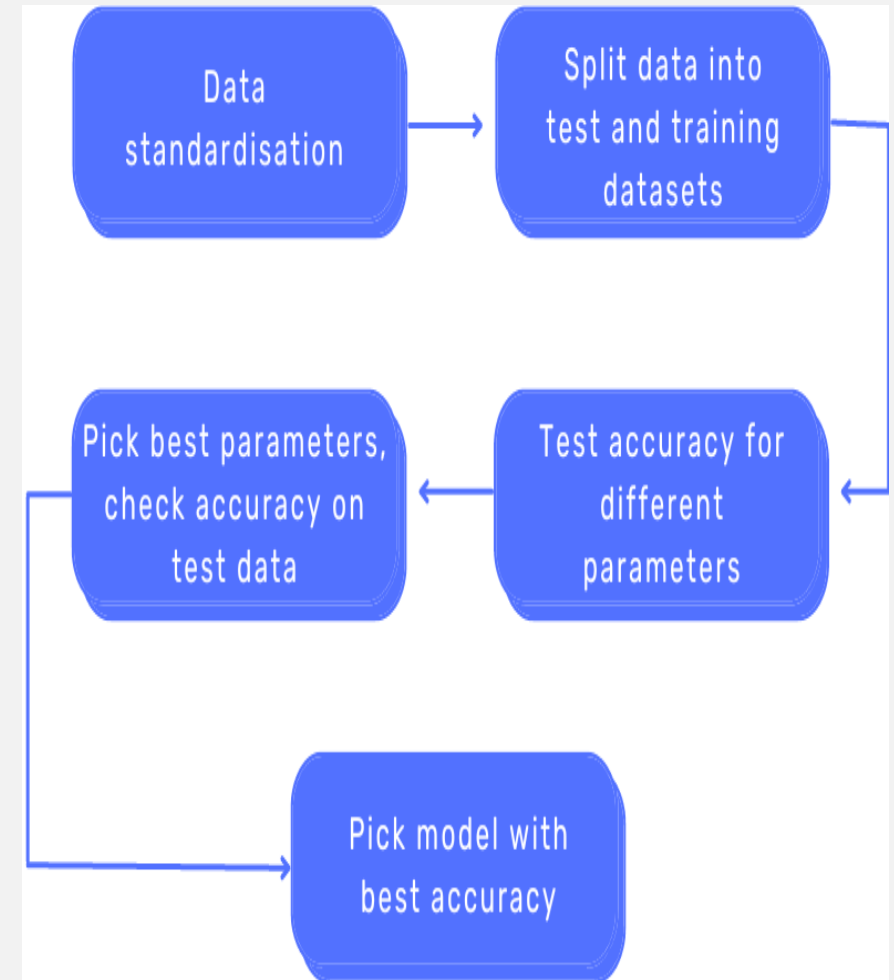 Data
standardisation
Split data into
test and training
datasets
Test accuracy for
different
parameters
Pick best parameters,
check accuracy on
test data
Pick model with
best accuracy